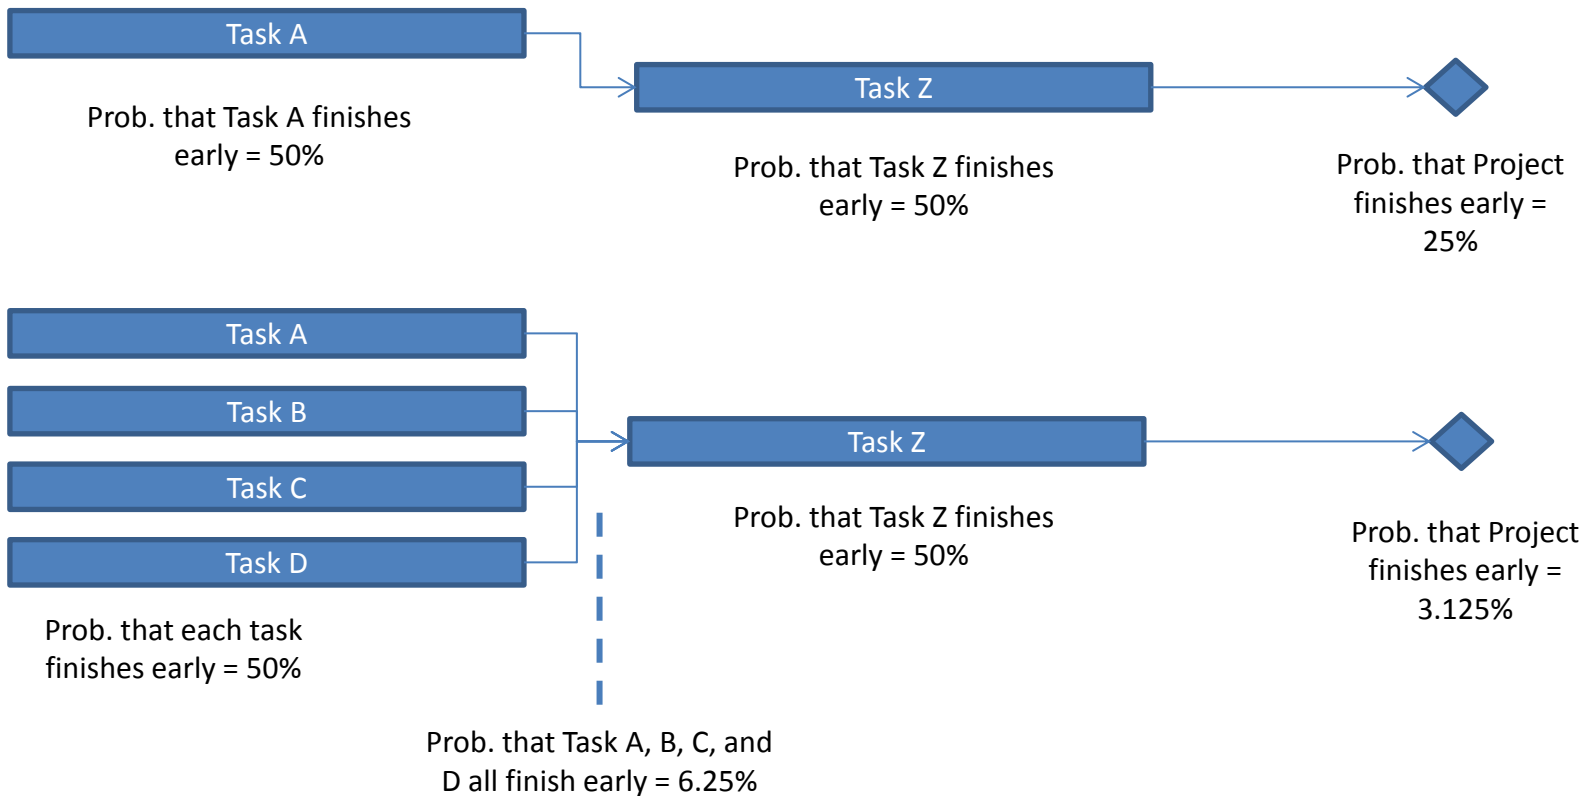 Task A
Prob. that Task A finishes
early = 50%
Task Z
Prob. that Task Z finishes
early = 50%
Prob. that Project
finishes early =
25%
Task A
Task B
Task C
Task D
Prob. that each task
finishes early = 50%
Prob. that Task A, B, C, and
D all finish early = 6.25%
Task Z
Prob. that Task Z finishes
early = 50%
Prob. that Project
finishes early =
3.125%